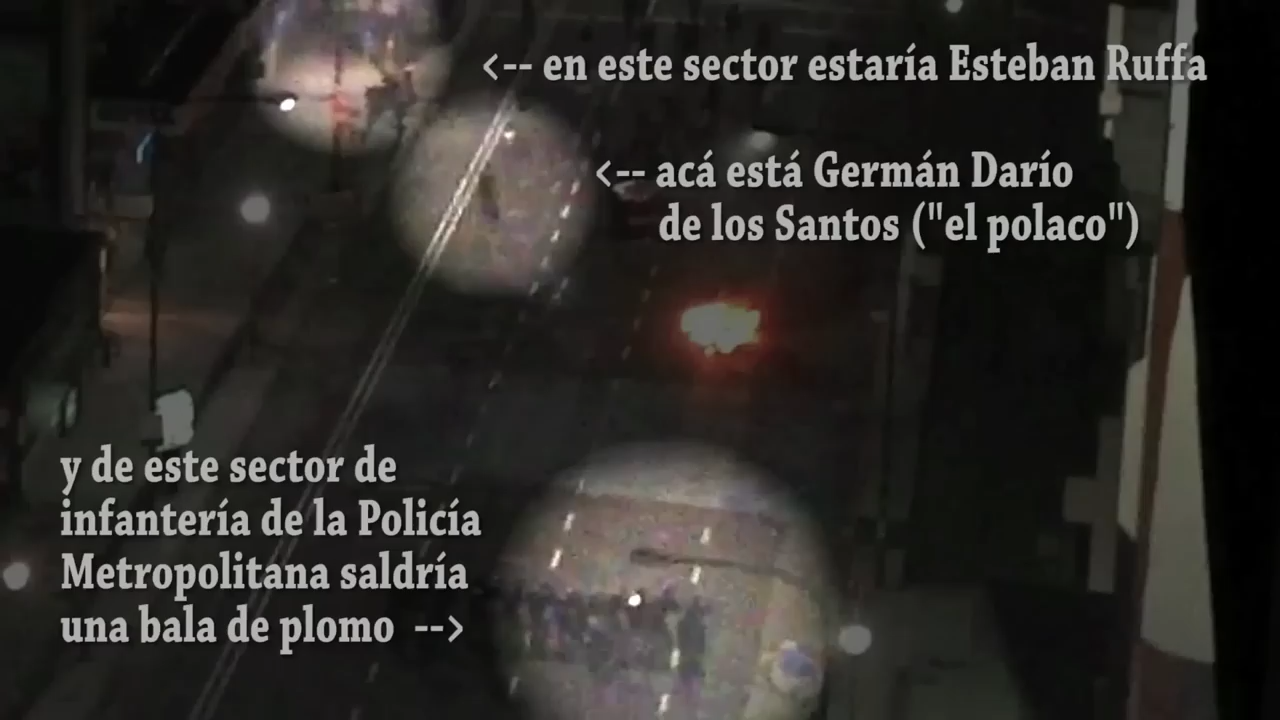 <-- en este sector estaría Esteban Ruffa
<-- acá está Germán Darío
de los Santos ("el polaco")
y de este sector de
infantería de la Policía
Metropolitana saldría
una bala de plomo -->